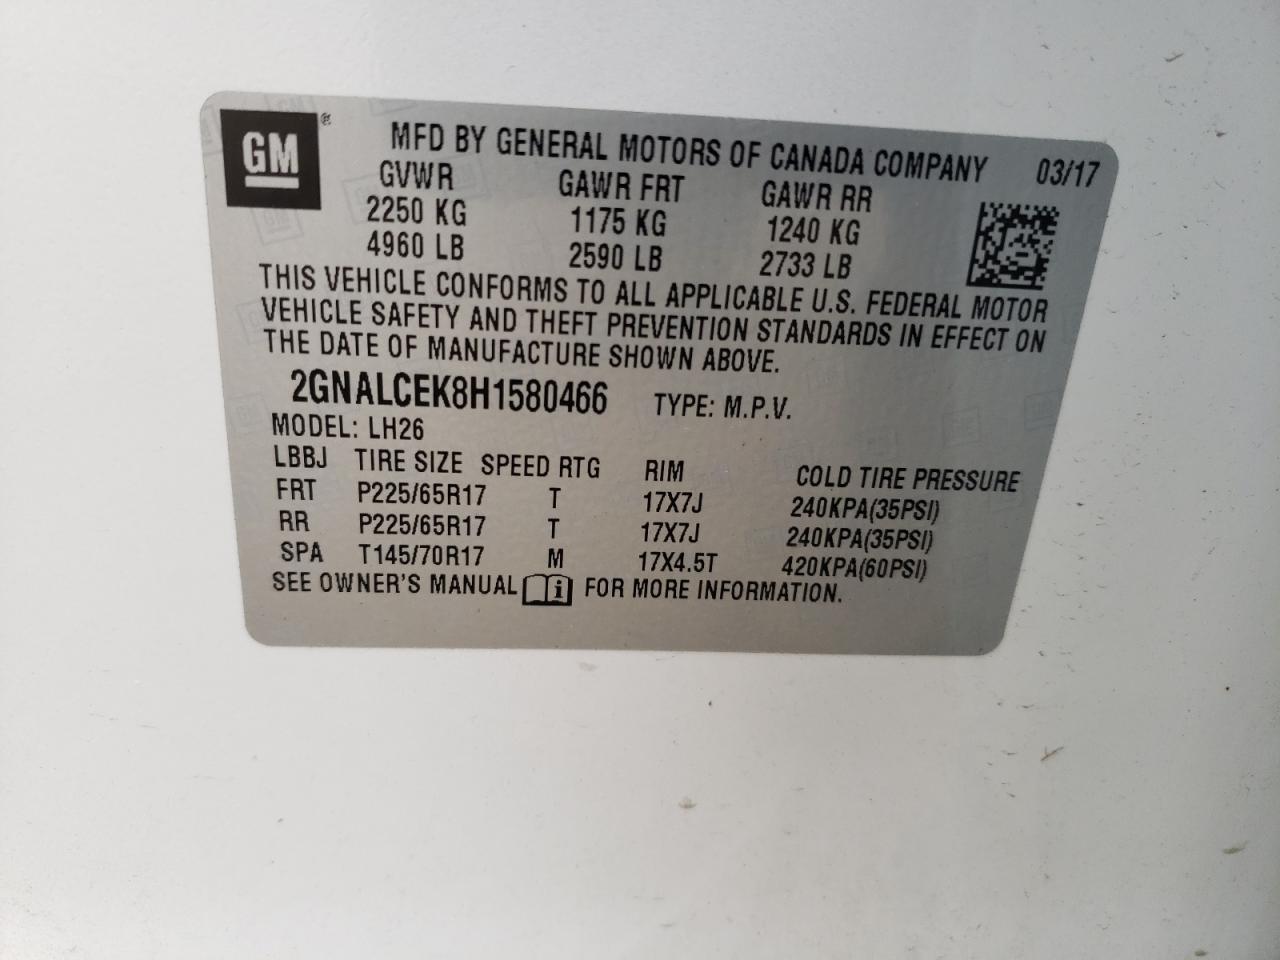 GM®
MFD BY GENERAL MOTORS OF CANADA COMPANY 03/17
GVWR GAWR FRT GAWR RR
2250 KG 1175 KG 1240 KG
4960 LB 2590 LB 2733 LB
THIS VEHICLE CONFORMS TO ALL APPLICABLE U.S. FEDERAL MOTOR
VEHICLE SAFETY AND THEFT PREVENTION STANDARDS IN EFFECT ON
THE DATE OF MANUFACTURE SHOWN ABOVE.
2GNALCEK8H1580466 TYPE: M.P.V.
MODEL: LH26
LBBJ TIRE SIZE SPEED RTG RIM COLD TIRE PRESSURE
FRT P225/65R17 T 17X7J 240KPA(35PSI)
RR P225/65R17 T 17X7J 240KPA(35PSI)
SPA T145/70R17 M 17X4.5T 420KPA(60PSI)
SEE OWNER'S MANUAL i FOR MORE INFORMATION.